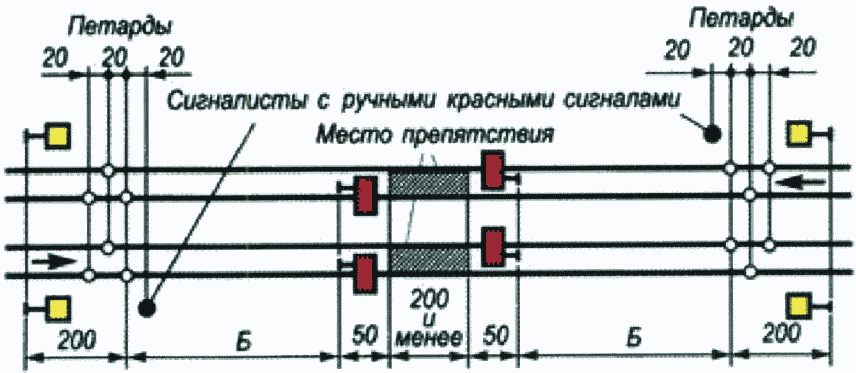 Петарды
20 20 20
Петарды
20 20 20
Сигналисты с ручными красными сигналами
Место препятствия
200 Б 50 200 и менее 50 Б 200